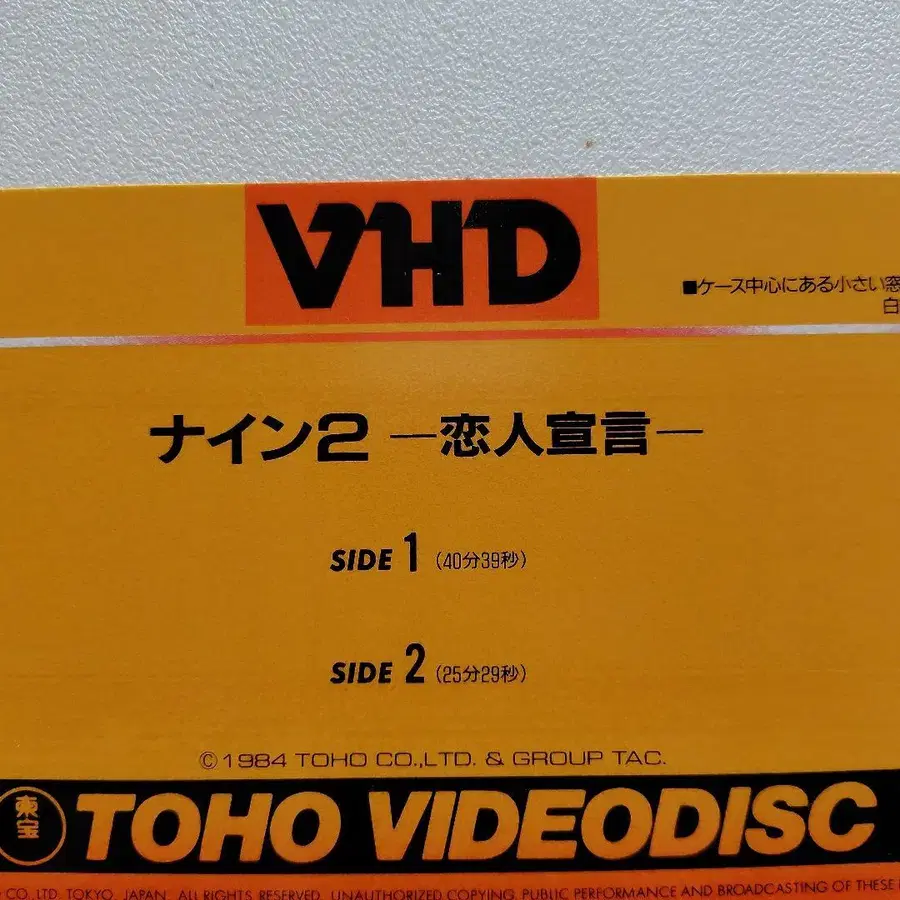 VHD
■ケース中心にある小さい窓
白
ナイン2 —恋人宣言—
SIDE 1 (40分39秒)
SIDE 2 (25分29秒)
©1984 TOHO CO.,LTD. & GROUP TAC.
東宝 TOHO VIDEODISC
CO., LTD. TOKYO, JAPAN. ALL RIGHTS RESERVED. UNAUTHORIZED COPYING, PUBLIC PERFORMANCE AND BROADCASTING OF THESE